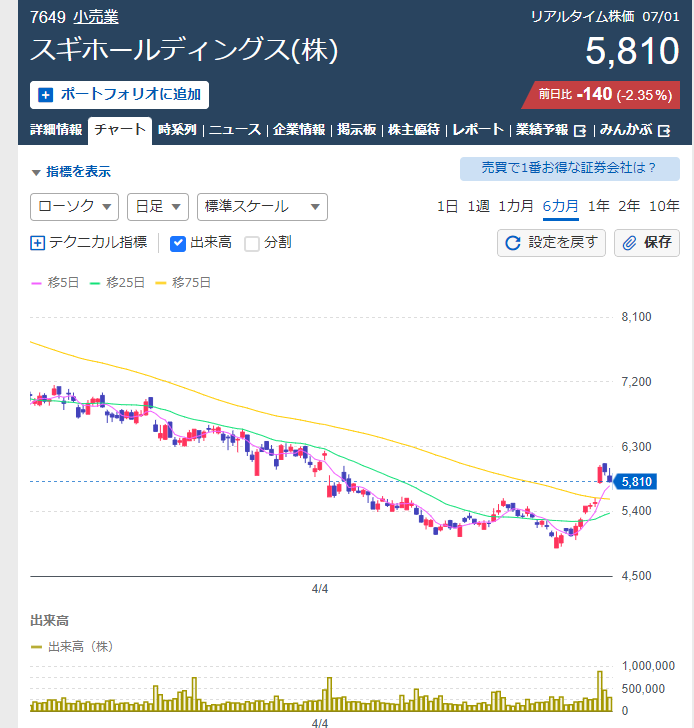 7649 小売業
リアルタイム株価 07/01
スギホールディングス(株)
5,810
ポートフォリオに追加
前日比 -140 (-2.35%)
詳細情報 チャート 時系列 ニュース 企業情報 掲示板 株主優待 レポート 業績予報 みんかぶ
指標を表示
売買で1番お得な証券会社は?
ローソク 日足 標準スケール
1日 1週 1カ月 6カ月 1年 2年 10年
テクニカル指標 出来高 分割
設定を戻す 保存
移5日 移25日 移75日
8,100
7,200
6,300
5,810
5,400
4,500
4/4
出来高
出来高（株）
1,000,000
500,000
0
4/4